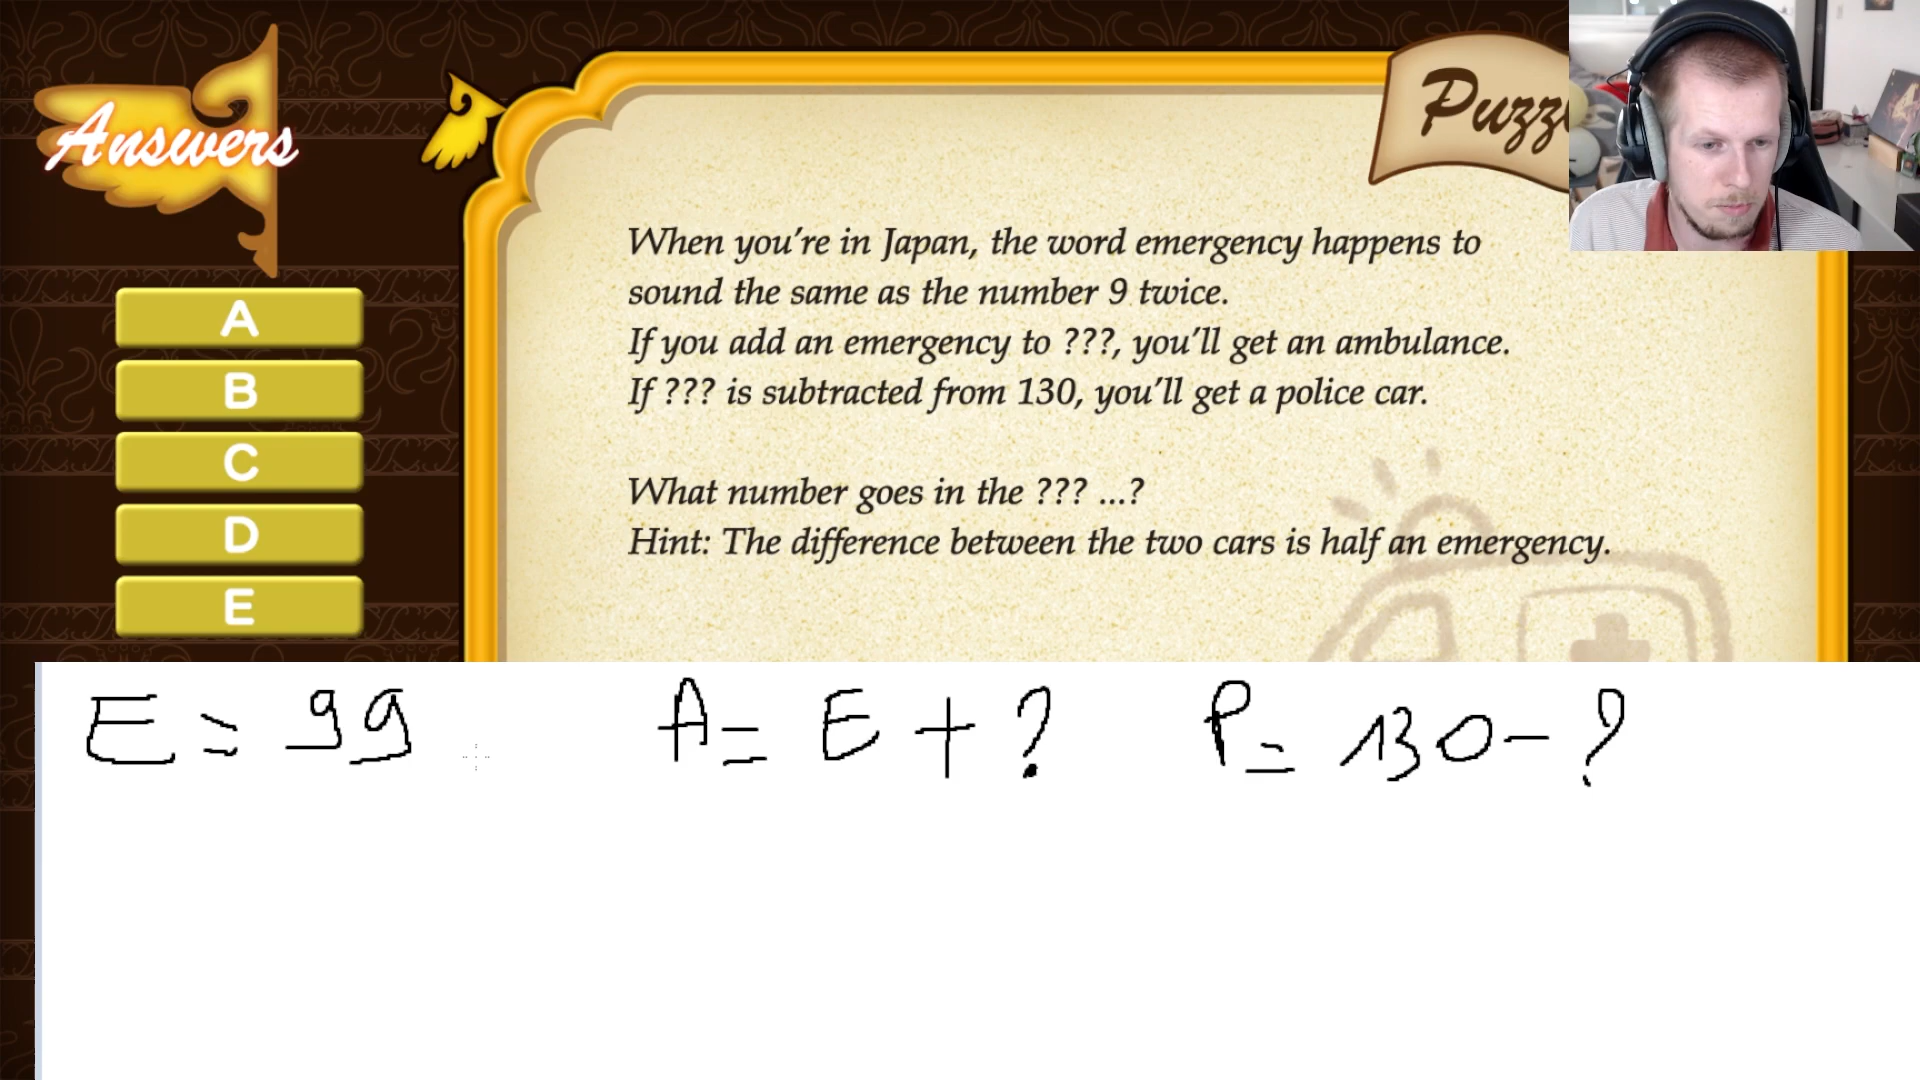 Answers
Puzz
A
B
C
D
E
When you're in Japan, the word emergency happens to
sound the same as the number 9 twice.
If you add an emergency to ???, you'll get an ambulance.
If ??? is subtracted from 130, you'll get a police car.
What number goes in the ??? ...?
Hint: The difference between the two cars is half an emergency.
E = 99 A = E + ? P = 130 - ?